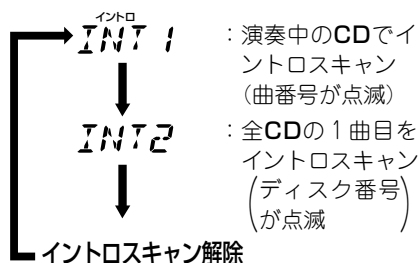 イントロ
INT 1
：演奏中のCDでイ
ントロスキャン
（曲番号が点滅）
INT2
：全CDの１曲目を
イントロスキャン
(ディスク番号
が点滅)
イントロスキャン解除